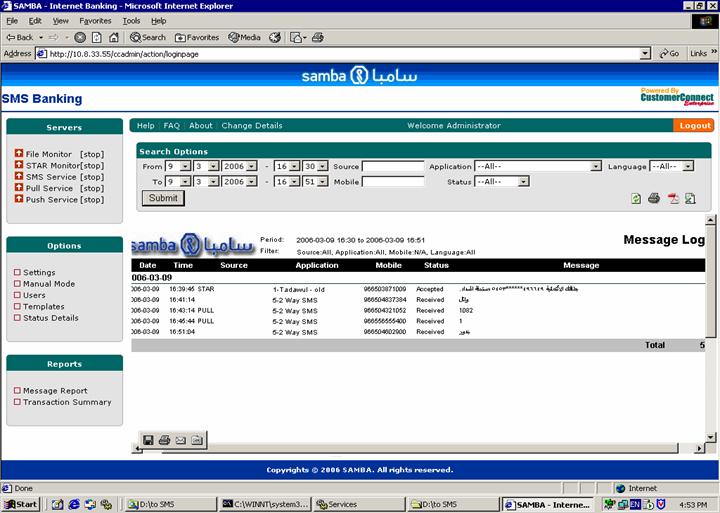 SAMBA - Internet Banking - Microsoft Internet Explorer
File Edit View Favorites Tools Help
Back Search Favorites Media
Address http://10.8.33.55/ccadmin/action/loginpage Go Links »
samba سامبا
SMS Banking
Powered By
CustomerConnect
Enterprise
Servers
File Monitor [stop]
STAR Monitor[stop]
SMS Service [stop]
Pull Service [stop]
Push Service [stop]
Options
Settings
Manual Mode
Users
Templates
Status Details
Reports
Message Report
Transaction Summary
Help FAQ About Change Details Welcome Administrator Logout
Search Options
From 9 3 2006 - 16 30 Source Application --All-- Language --All--
To 9 3 2006 - 16 51 Mobile Status --All--
Submit
samba سامبا
Period: 2006-03-09 16:30 to 2006-03-09 16:51
Filter: Source:All, Application:All, Mobile:N/A, Language:All
Message Log
Date Time Source Application Mobile Status Message
006-03-09
006-03-09 16:39:45 STAR 1-Tadawul - old 966503871009 Accepted
006-03-09 16:41:14 5-2 Way SMS 966504837384 Received وائل
006-03-09 16:43:14 PULL 5-2 Way SMS 966504321052 Received 1082
006-03-09 16:45:44 PULL 5-2 Way SMS 966556555400 Received 1
006-03-09 16:51:04 5-2 Way SMS 966504602900 Received بندور
Total 5
Copyrights © 2006 SAMBA. All rights reserved.
Done Internet
Start D:\to SMS C:\WINNT\system3... Services D:\to SMS SAMBA - Interne... EN 4:53 PM